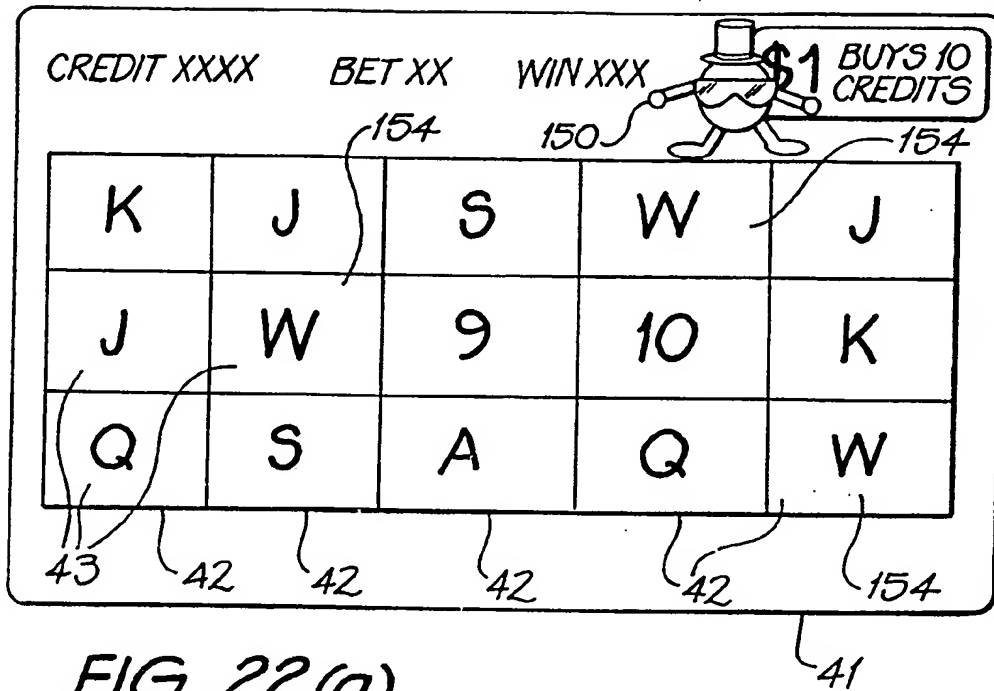 CREDIT XXXX BET XX WIN XXX $1 BUYS 10
CREDITS
154 150 154
K J S W J
J W 9 10 K
Q S A Q W
43 42 42 42 42 154
41
FIG. 22(a)